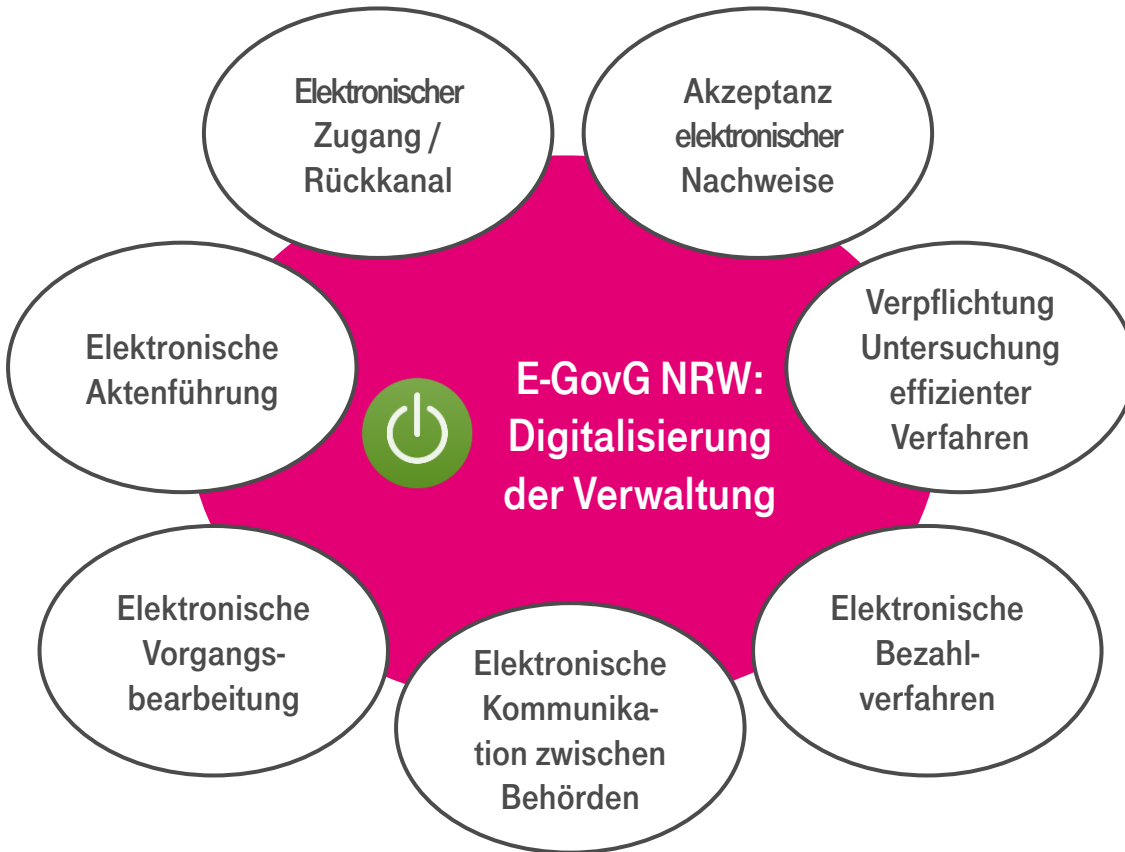 Elektronischer
Zugang /
Rückkanal
Akzeptanz
elektronischer
Nachweise
Elektronische
Aktenführung
E-GovG NRW:
Digitalisierung
der Verwaltung
Verpflichtung
Untersuchung
effizienter
Verfahren
Elektronische
Vorgangs-
bearbeitung
Elektronische
Kommunika-
tion zwischen
Behörden
Elektronische
Bezahl-
verfahren